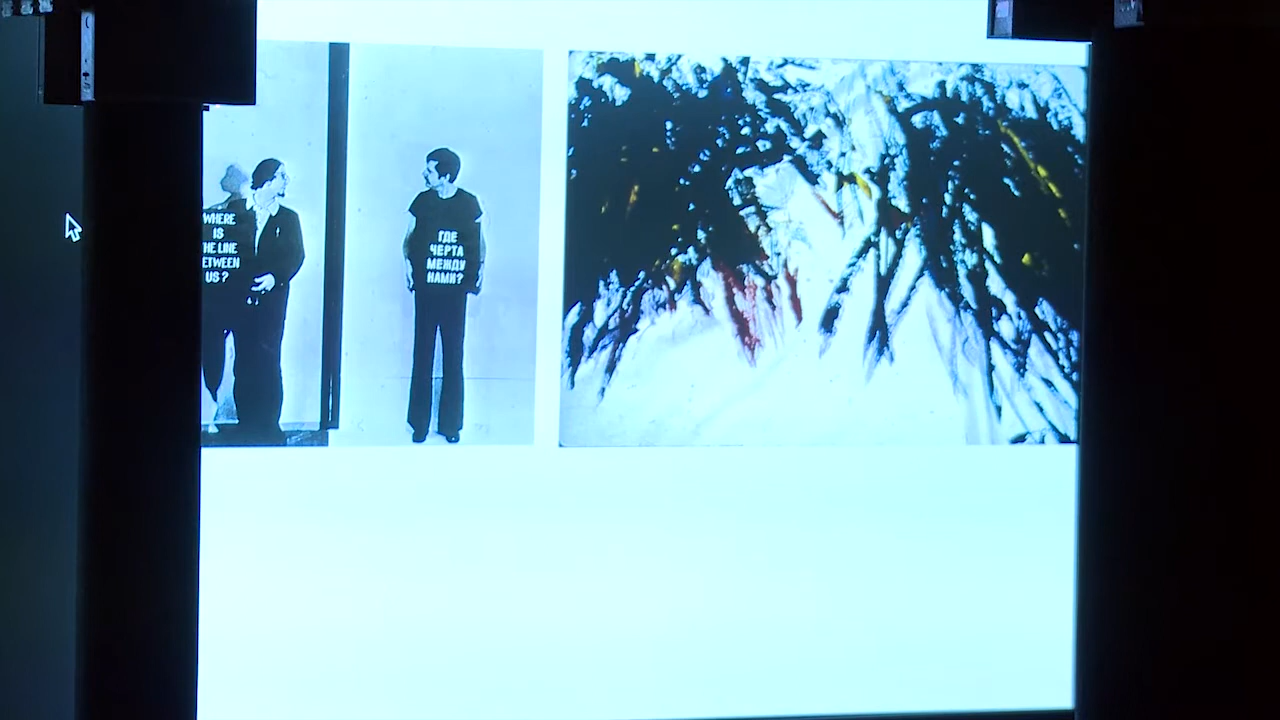 WHERE
IS
HE LINE
ETWEEN
US?
ГДЕ
ЧЕРТА
МЕЖДУ
НАМИ?